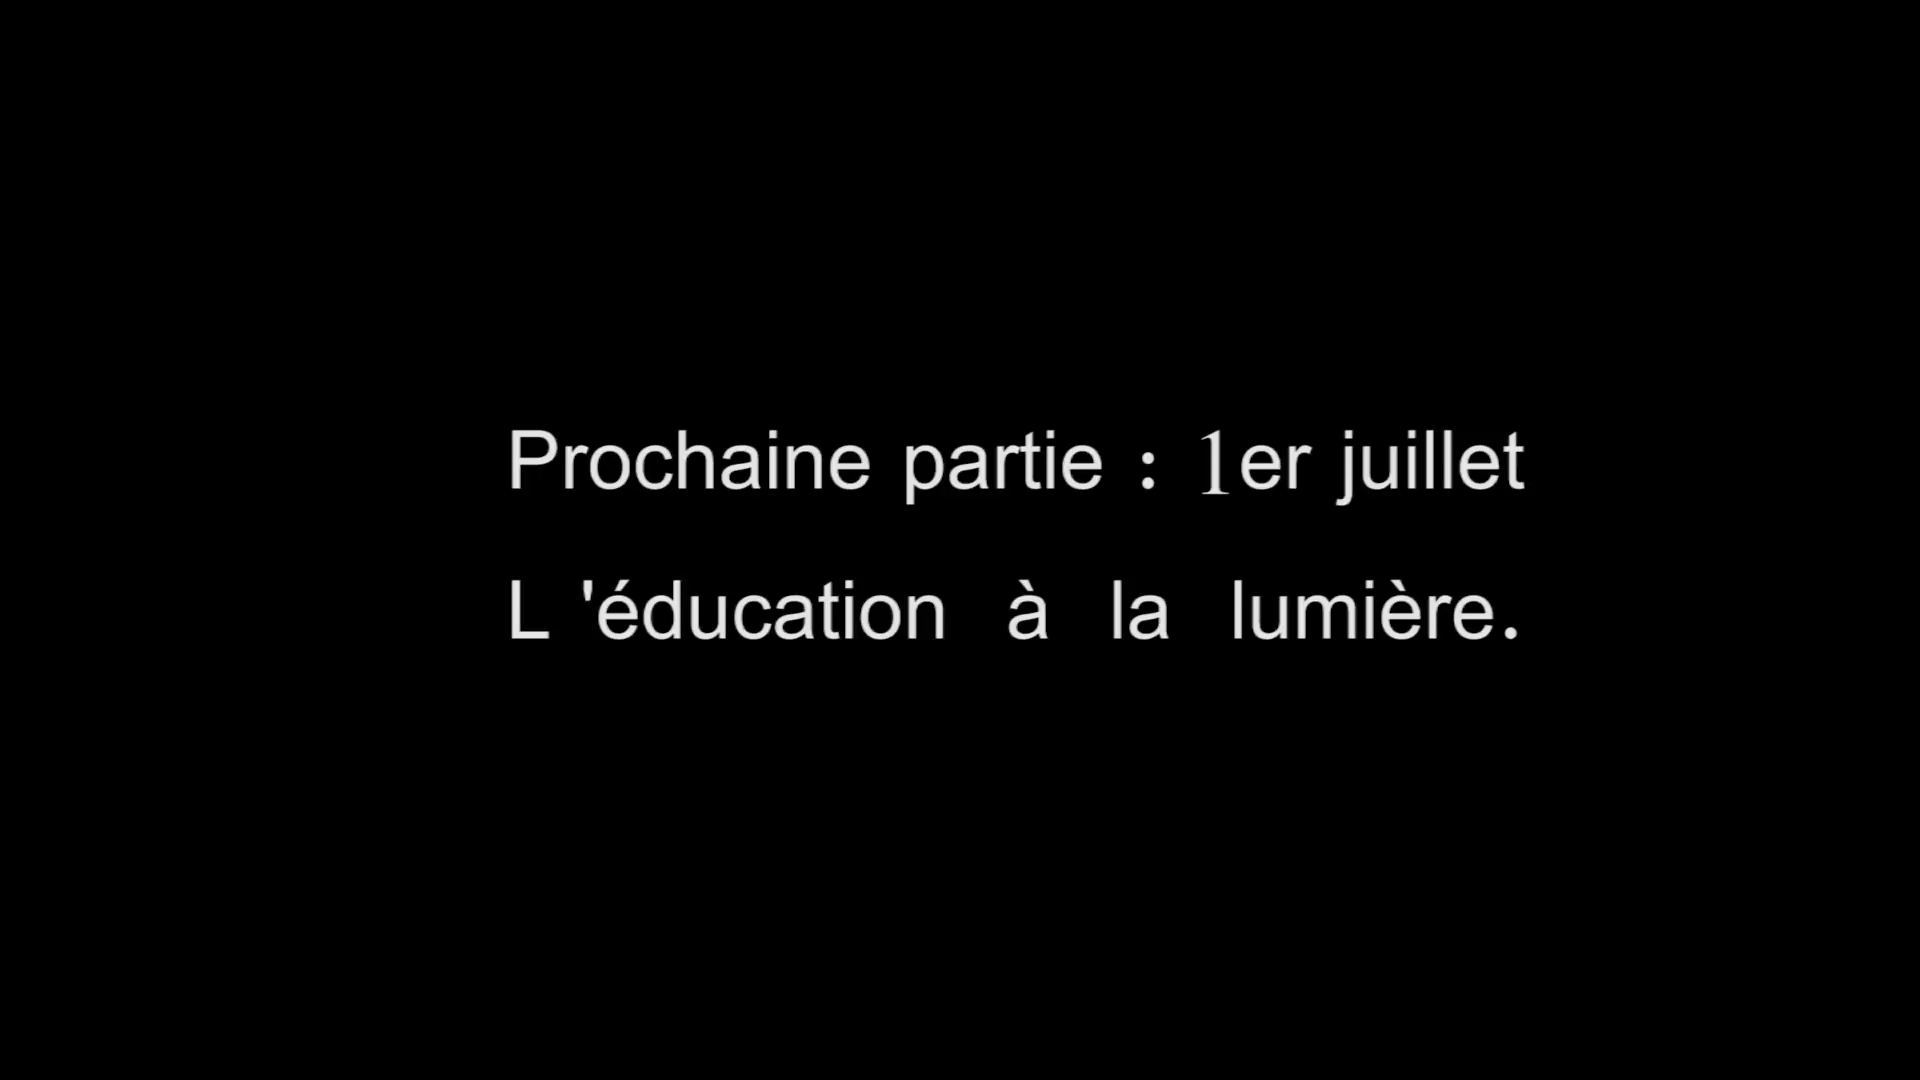 Prochaine partie : 1er juillet
L 'éducation à la lumière.